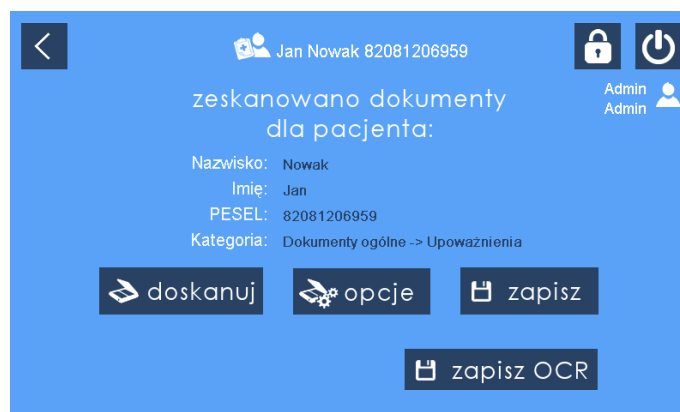 Jan Nowak 82081206959
Admin
Admin
zeskanowano dokumenty
dla pacjenta:
Nazwisko: Nowak
Imię: Jan
PESEL: 82081206959
Kategoria: Dokumenty ogólne -> Upoważnienia
doskanuj opcje zapisz
zapisz OCR